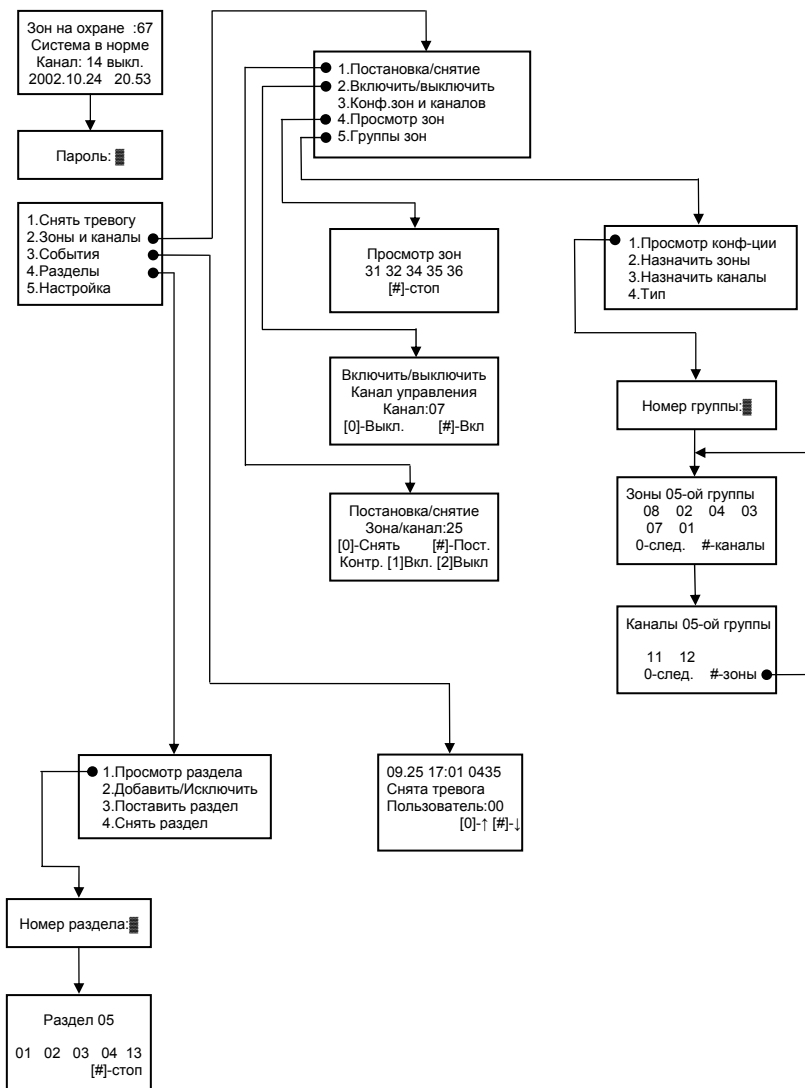 Зон на охране :67
Система в норме
Канал: 14 выкл.
2002.10.24 20.53
Пароль:
1.Снять тревогу
2.Зоны и каналы
3.События
4.Разделы
5.Настройка
1.Постановка/снятие
2.Включить/выключить
3.Конф.зон и каналов
4.Просмотр зон
5.Группы зон
Просмотр зон
31 32 34 35 36
[#]-стоп
1.Просмотр конф-ции
2.Назначить зоны
3.Назначить каналы
4.Тип
Включить/выключить
Канал управления
Канал:07
[0]-Выкл. [#]-Вкл
Номер группы:
Постановка/снятие
Зона/канал:25
[0]-Снять [#]-Пост.
Контр. [1]Вкл. [2]Выкл
Зоны 05-ой группы
08 02 04 03
07 01
0-след. #-каналы
Каналы 05-ой группы
11 12
0-след. #-зоны
1.Просмотр раздела
2.Добавить/Исключить
3.Поставить раздел
4.Снять раздел
09.25 17:01 0435
Снята тревога
Пользователь:00
[0]-↑ [#]-↓
Номер раздела:
Раздел 05
01 02 03 04 13
[#]-стоп